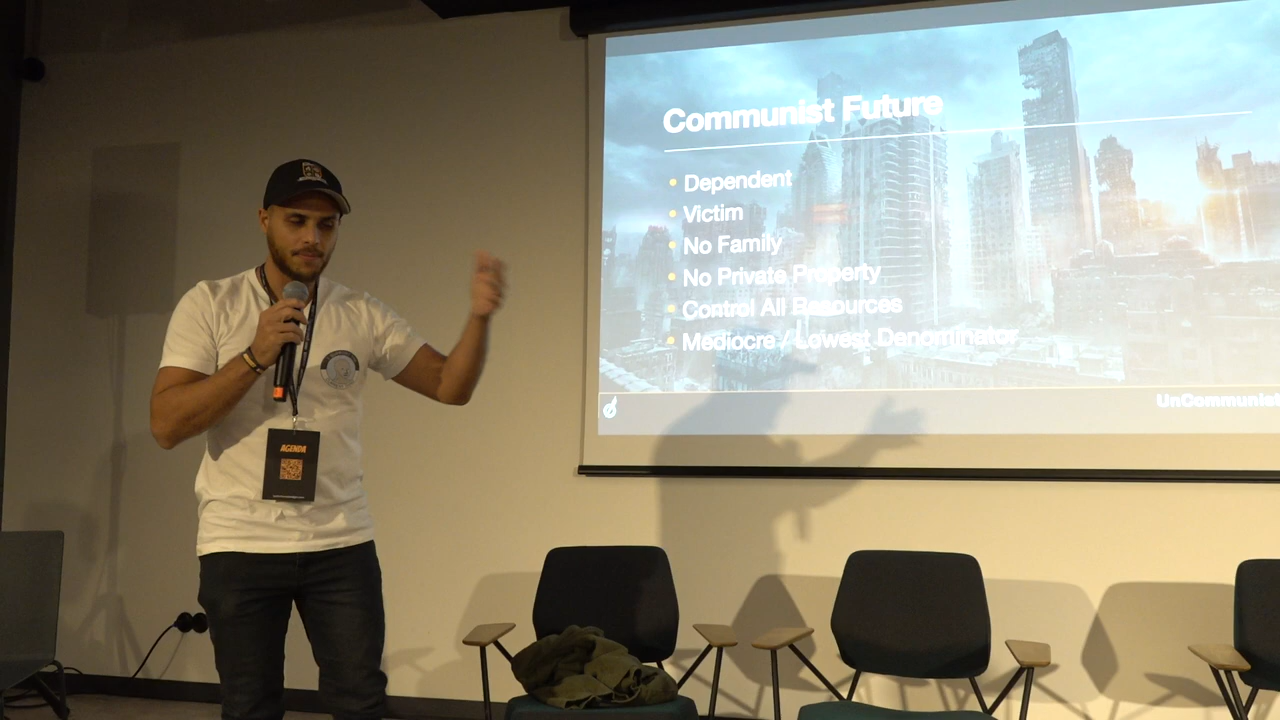 Communist Future
• Dependent
• Victim
• No Family
• No Private Property
• Control All Resources
• Mediocre / Lowest Denominator
UnCommunist
AGENDA